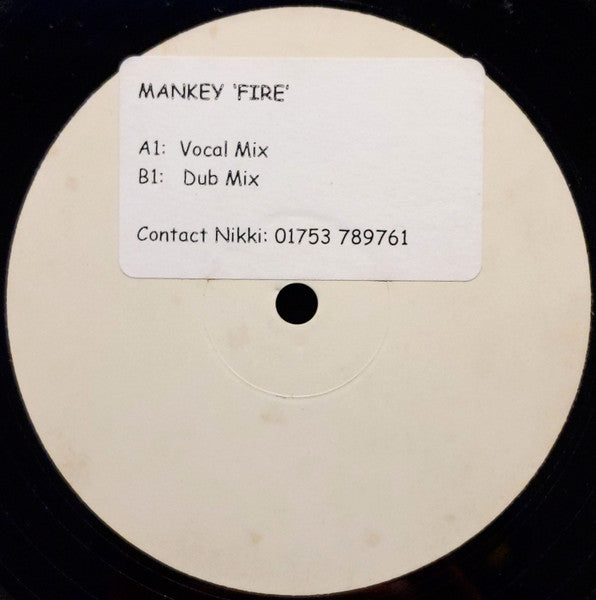 MANKEY 'FIRE'
A1: Vocal Mix
B1: Dub Mix
Contact Nikki: 01753 789761